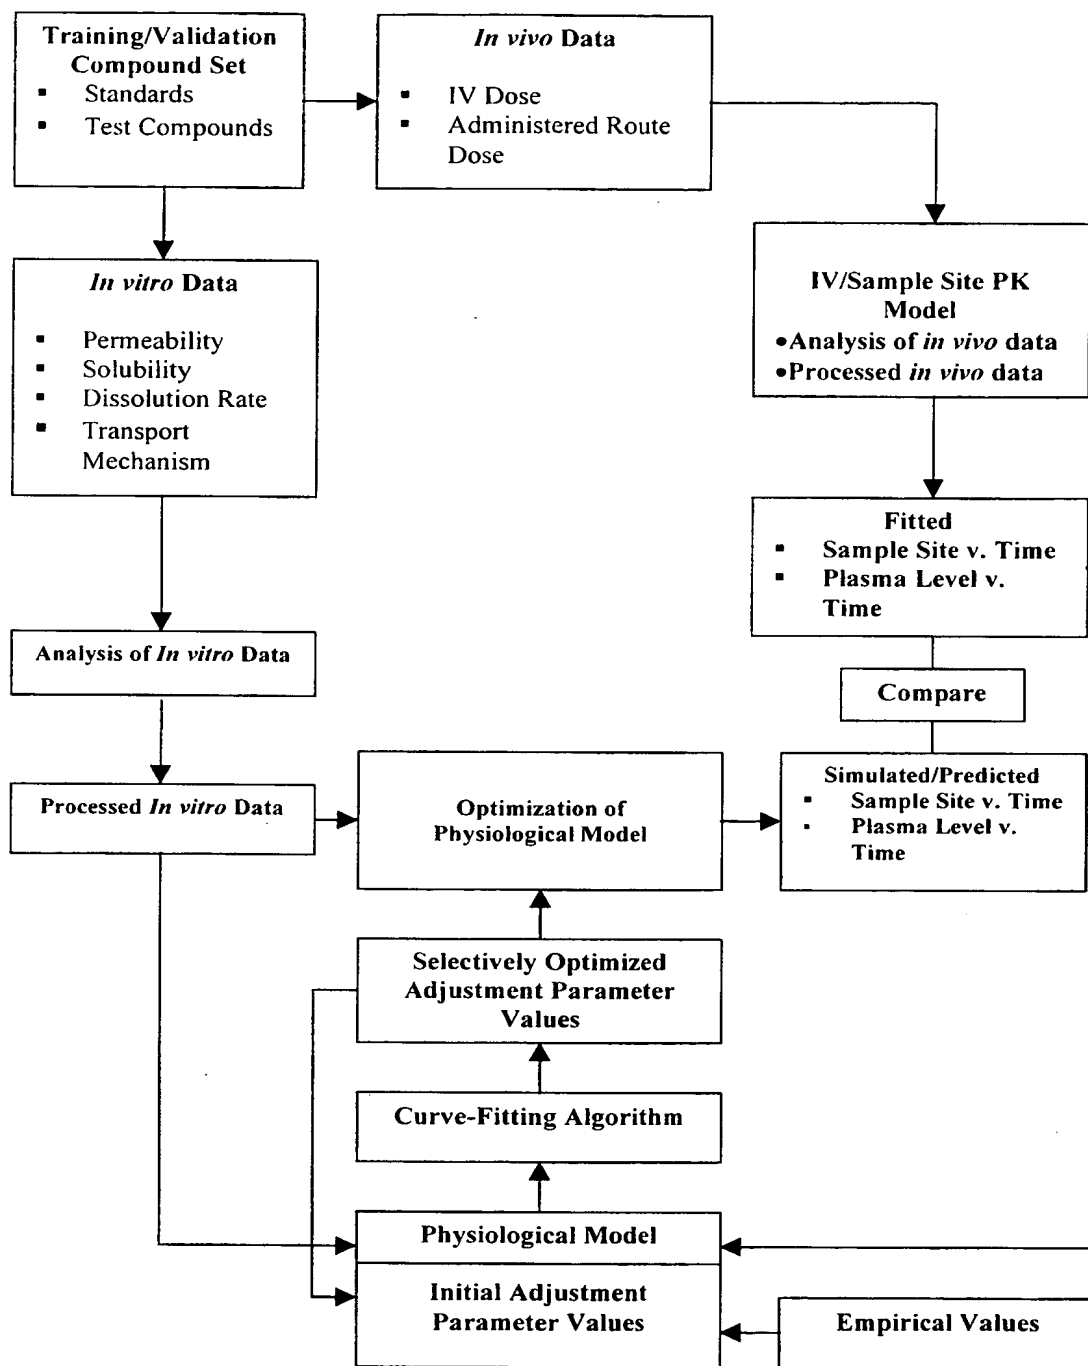 Training/Validation
Compound Set
▪ Standards
▪ Test Compounds
In vivo Data
▪ IV Dose
▪ Administered Route
Dose
In vitro Data
▪ Permeability
▪ Solubility
▪ Dissolution Rate
▪ Transport
Mechanism
IV/Sample Site PK
Model
•Analysis of in vivo data
•Processed in vivo data
Fitted
▪ Sample Site v. Time
▪ Plasma Level v.
Time
Analysis of In vitro Data
Compare
Processed In vitro Data
Optimization of
Physiological Model
Simulated/Predicted
▪ Sample Site v. Time
▪ Plasma Level v.
Time
Selectively Optimized
Adjustment Parameter
Values
Curve-Fitting Algorithm
Physiological Model
Initial Adjustment
Parameter Values
Empirical Values